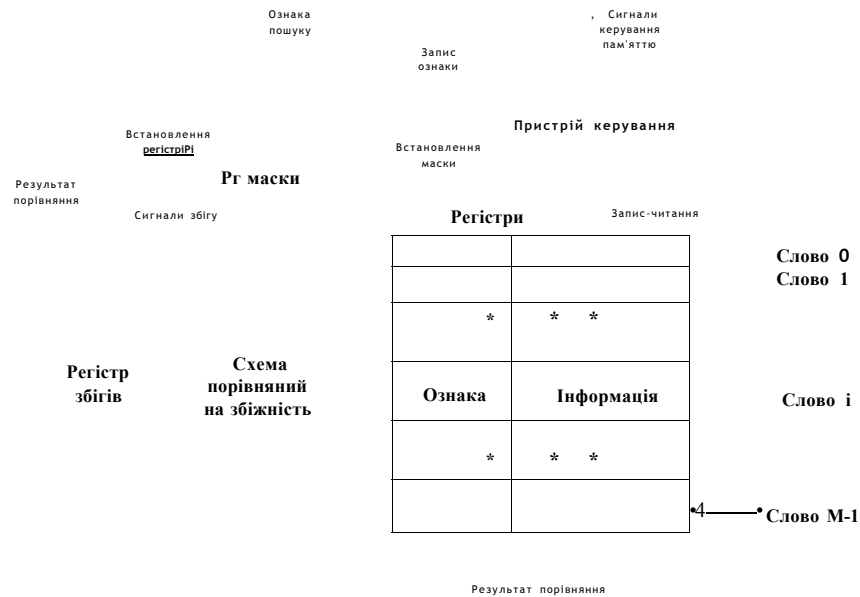 Ознака
пошуку
, Сигнали
керування
пам'яттю
Запис
ознаки
Пристрій керування
Встановлення
регістріРі
Встановлення
маски
Рг маски
Результат
порівняння
Сигнали збігу
Регістри
Запис-читання
Слово 0
Слово 1
* * *
Регістр
збігів
Схема
порівняний
на збіжність
Ознака
Інформація
Слово і
* * *
•4 • Слово М-1
Результат порівняння